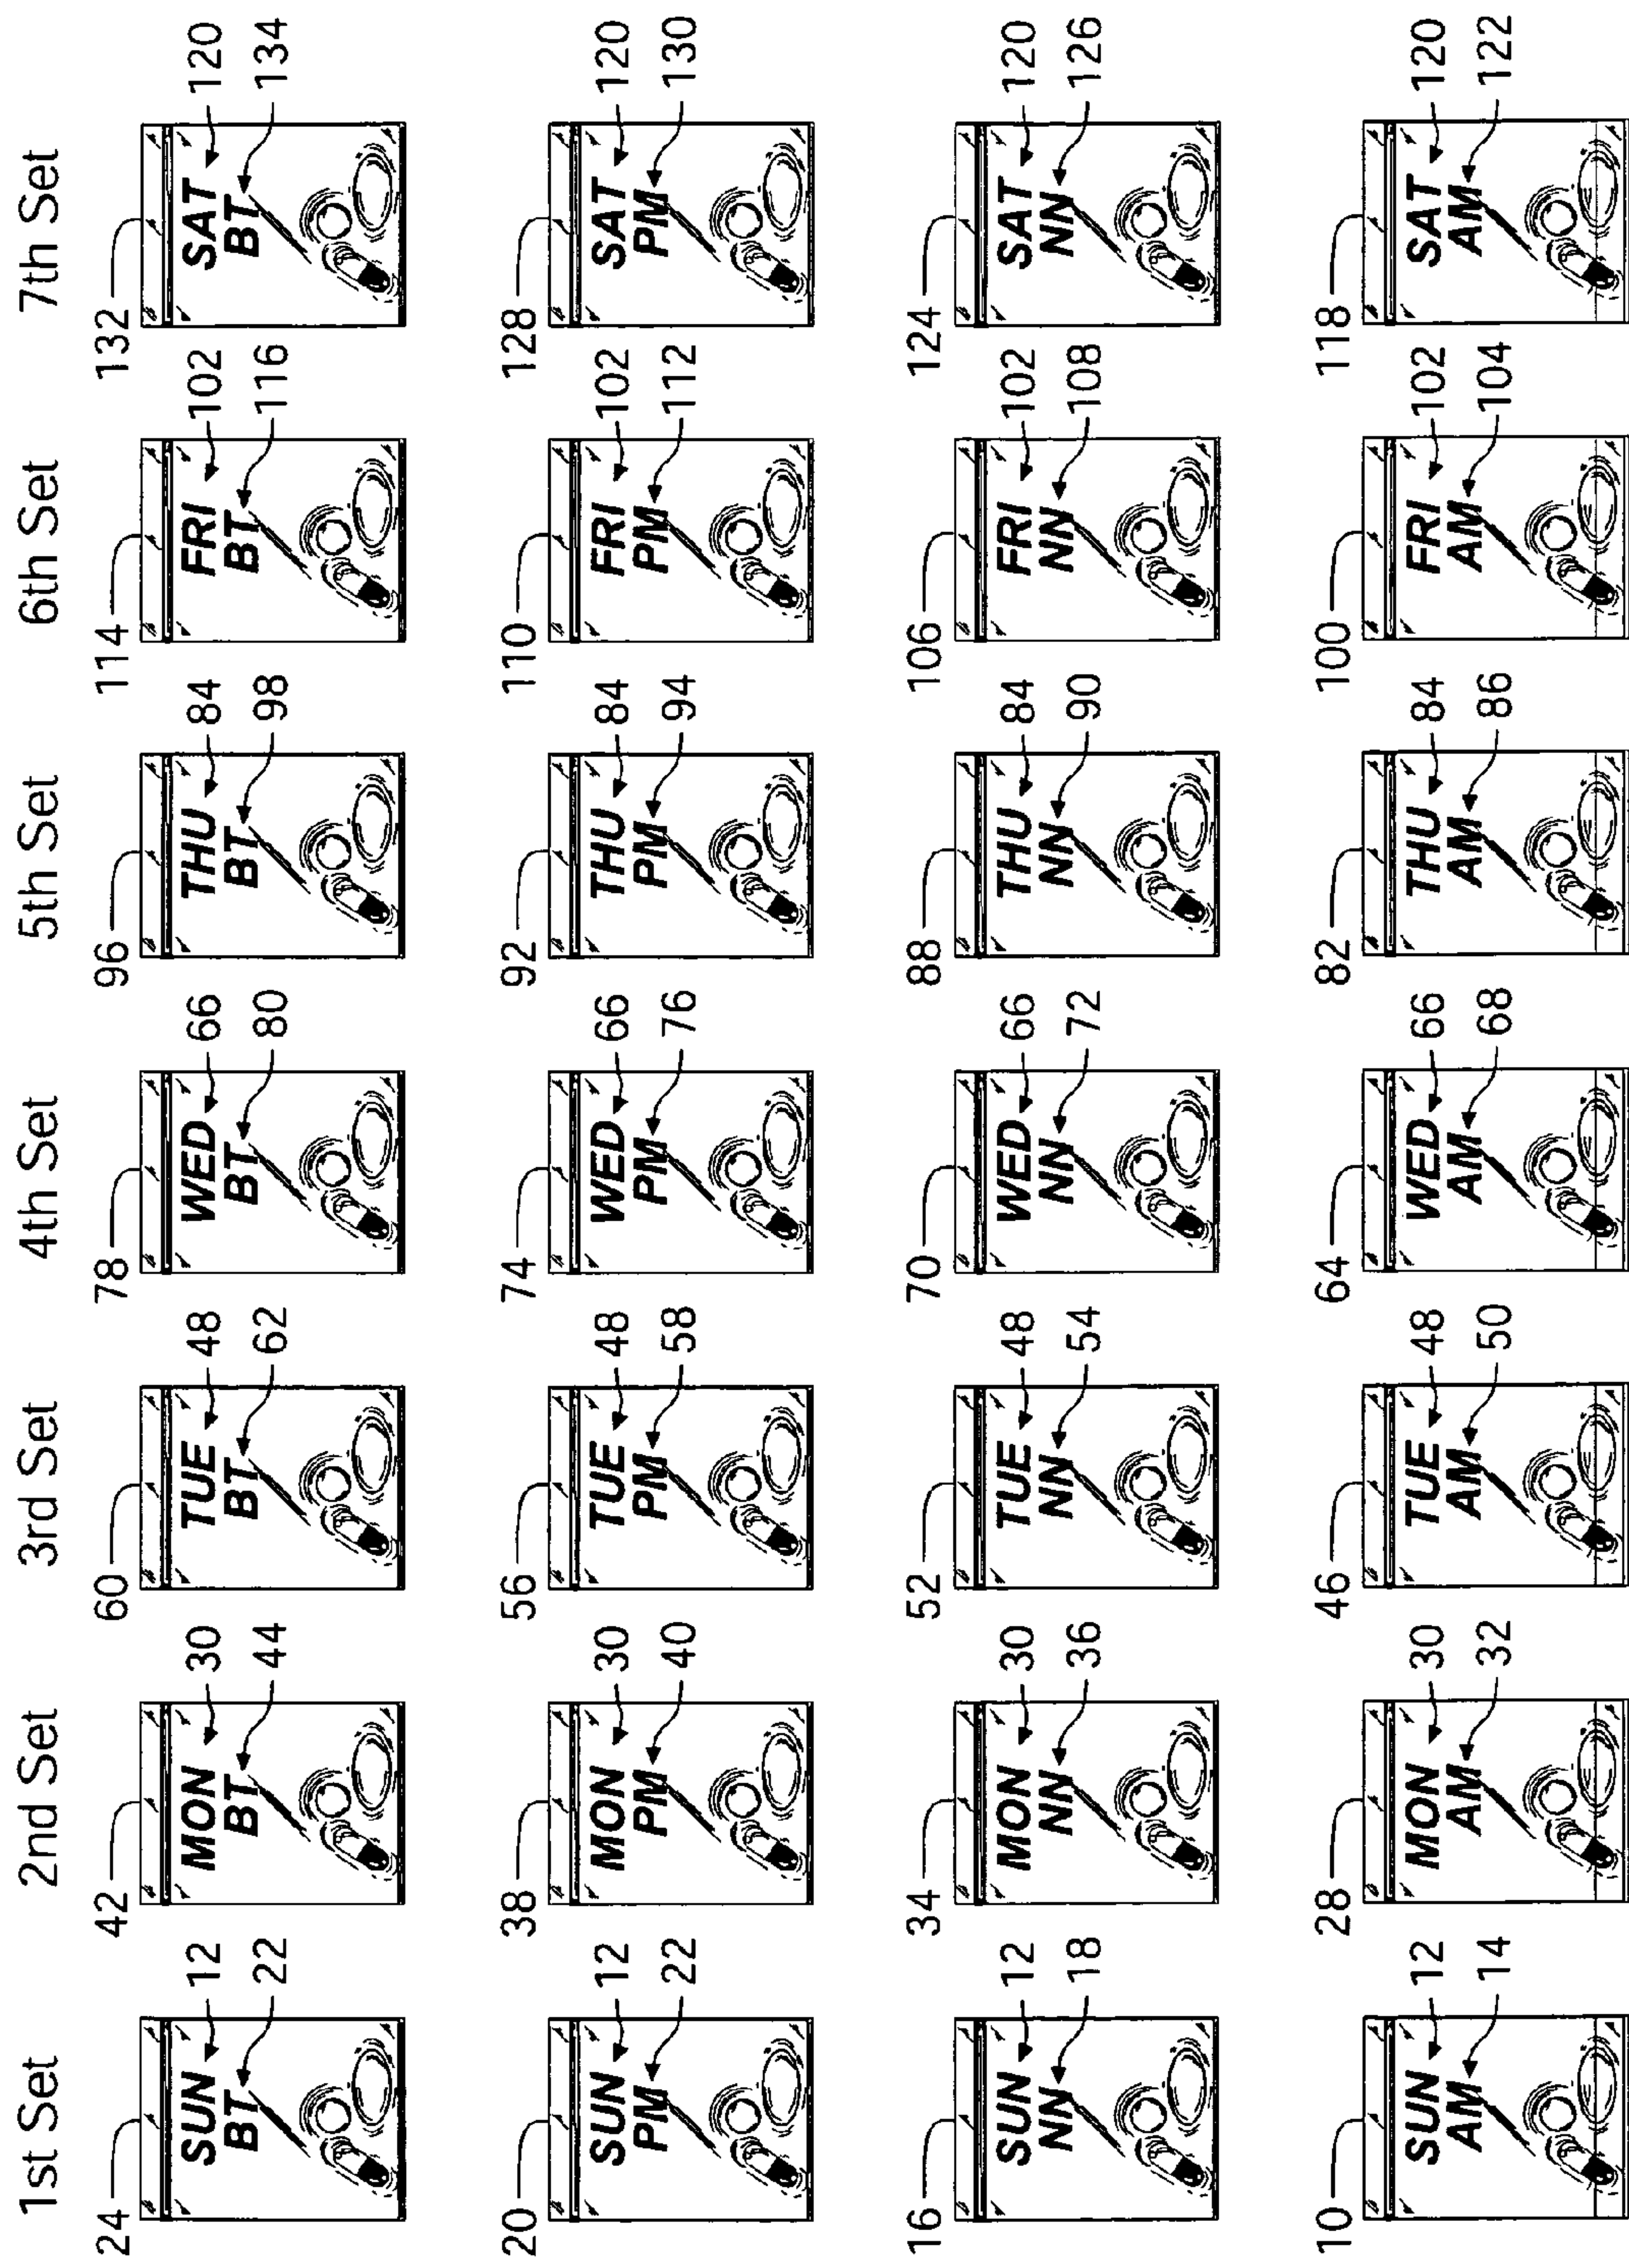 1st Set 2nd Set 3rd Set 4th Set 5th Set 6th Set 7th Set
24 42 60 78 96 114 132
SUN 12 MON 30 TUE 48 WED 66 THU 84 FRI 102 SAT 120
BT 22 BT 44 BT 62 BT 80 BT 98 BT 116 BT 134
20 38 56 74 92 110 128
SUN 12 MON 30 TUE 48 WED 66 THU 84 FRI 102 SAT 120
PM 22 PM 40 PM 58 PM 76 PM 94 PM 112 PM 130
16 34 52 70 88 106 124
SUN 12 MON 30 TUE 48 WED 66 THU 84 FRI 102 SAT 120
NN 18 NN 36 NN 54 NN 72 NN 90 NN 108 NN 126
10 28 46 64 82 100 118
SUN 12 MON 30 TUE 48 WED 66 THU 84 FRI 102 SAT 120
AM 14 AM 32 AM 50 AM 68 AM 86 AM 104 AM 122